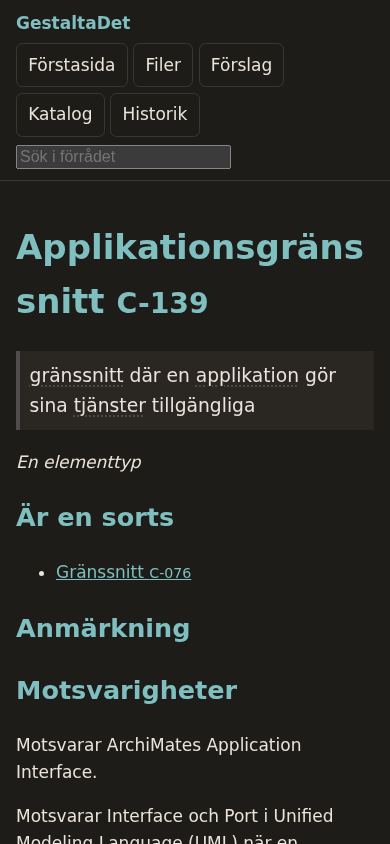 GestaltaDet
Förstasida
Filer
Förslag
Katalog
Historik
Sök i förrådet
Applikationsgräns
snitt C-139
gränssnitt där en applikation gör
sina tjänster tillgängliga
En elementtyp
Är en sorts
Gränssnitt C-076
Anmärkning
Motsvarigheter
Motsvarar ArchiMates Application
Interface.
Motsvarar Interface och Port i Unified
Modeling Language (UML) när en